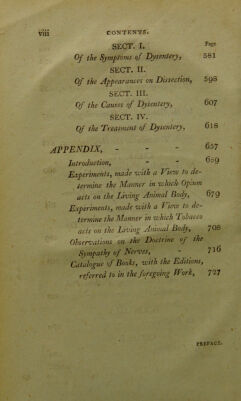 viii CONTENTS.
SECT. I. Page
Of the Symptoms of Dysentery, 581
SECT. II.
Of the Appearances on Dissection, 598
SECT. III.
Of the Causes of Dysentery, 607
SECT. IV.
Of the Treatment of Dysentery, 618
APPENDIX, - - - 657
Introduction, - - 659
Experiments, made with a View to de-
termine the Manner in which Opium
acts on the Living Animal Body, 679
Experiments, made with a View to de-
termine the Manner in which Tobacco
acts on the Living Animal Body, 708
Observations on the Doctrine of the
Sympathy of Nerves, - 716
Catalogue of Books, with the Editions,
referred to in the foregoing Work, 727
PREFACE.